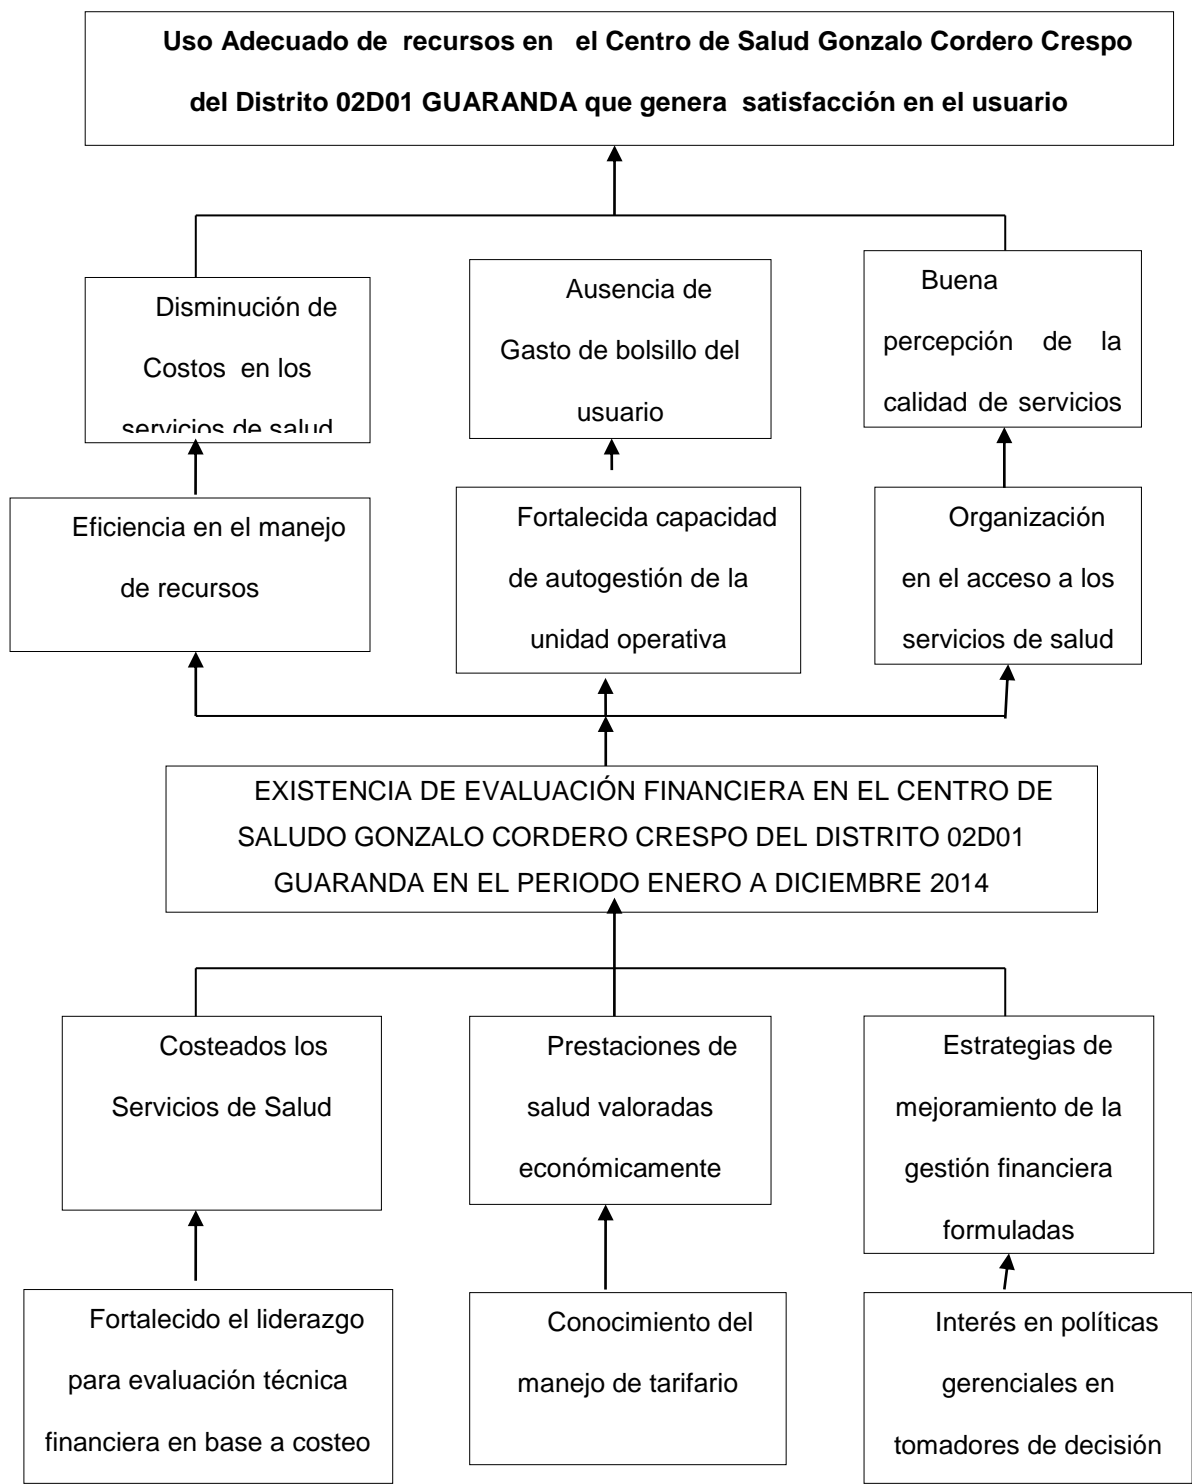 Uso Adecuado de recursos en el Centro de Salud Gonzalo Cordero Crespo
del Distrito 02D01 GUARANDA que genera satisfacción en el usuario
Disminución de
Costos en los
servicios de salud
Ausencia de
Gasto de bolsillo del
usuario
Buena
percepción de la
calidad de servicios
Eficiencia en el manejo
de recursos
Fortalecida capacidad
de autogestión de la
unidad operativa
Organización
en el acceso a los
servicios de salud
EXISTENCIA DE EVALUACIÓN FINANCIERA EN EL CENTRO DE
SALUDO GONZALO CORDERO CRESPO DEL DISTRITO 02D01
GUARANDA EN EL PERIODO ENERO A DICIEMBRE 2014
Costeados los
Servicios de Salud
Prestaciones de
salud valoradas
económicamente
Estrategias de
mejoramiento de la
gestión financiera
formuladas
Fortalecido el liderazgo
para evaluación técnica
financiera en base a costeo
Conocimiento del
manejo de tarifario
Interés en políticas
gerenciales en
tomadores de decisión